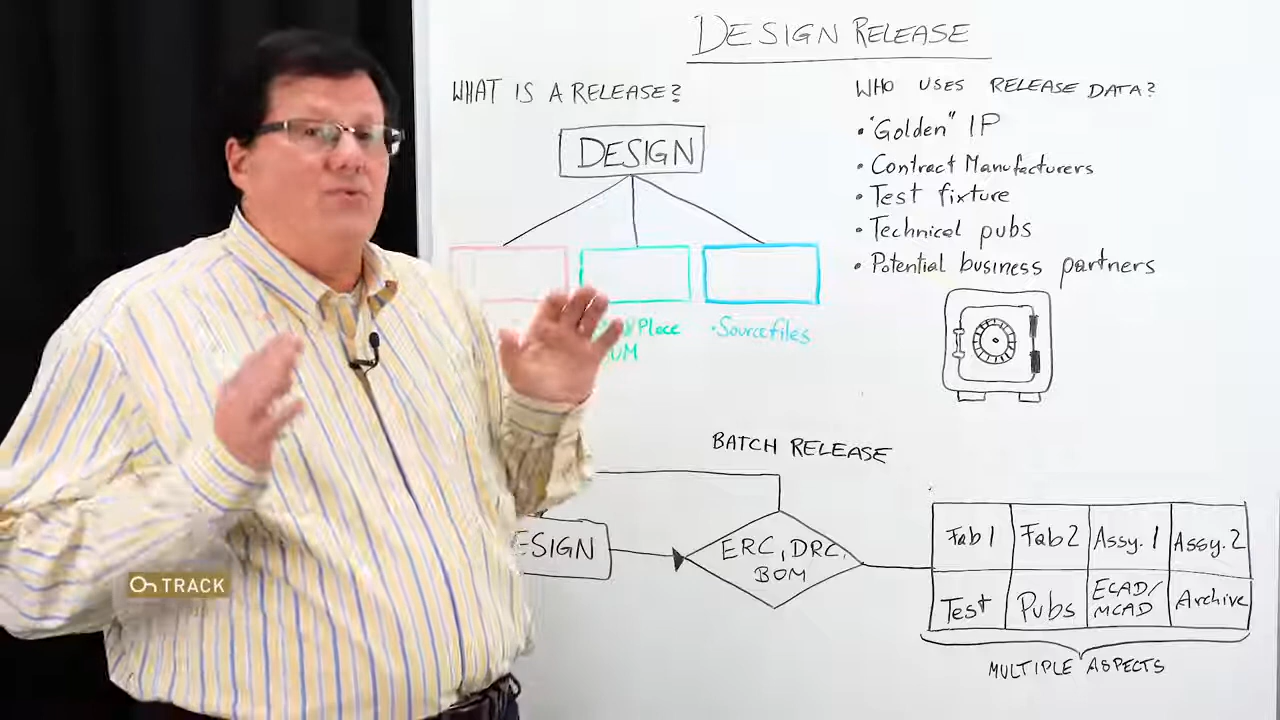 DESIGN RELEASE
WHAT IS A RELEASE?
DESIGN
Place
• Sourcefiles
WHO USES RELEASE DATA?
• "Golden" IP
• Contract Manufacturers
• Test fixture
• Technical pubs
• Potential business partners
BATCH RELEASE
ESIGN
ERC, DRC,
BOM
Fab 1 Fab 2 Assy. 1 Assy. 2
Test Pubs ECAD/
MCAD Archive
MULTIPLE ASPECTS
On TRACK